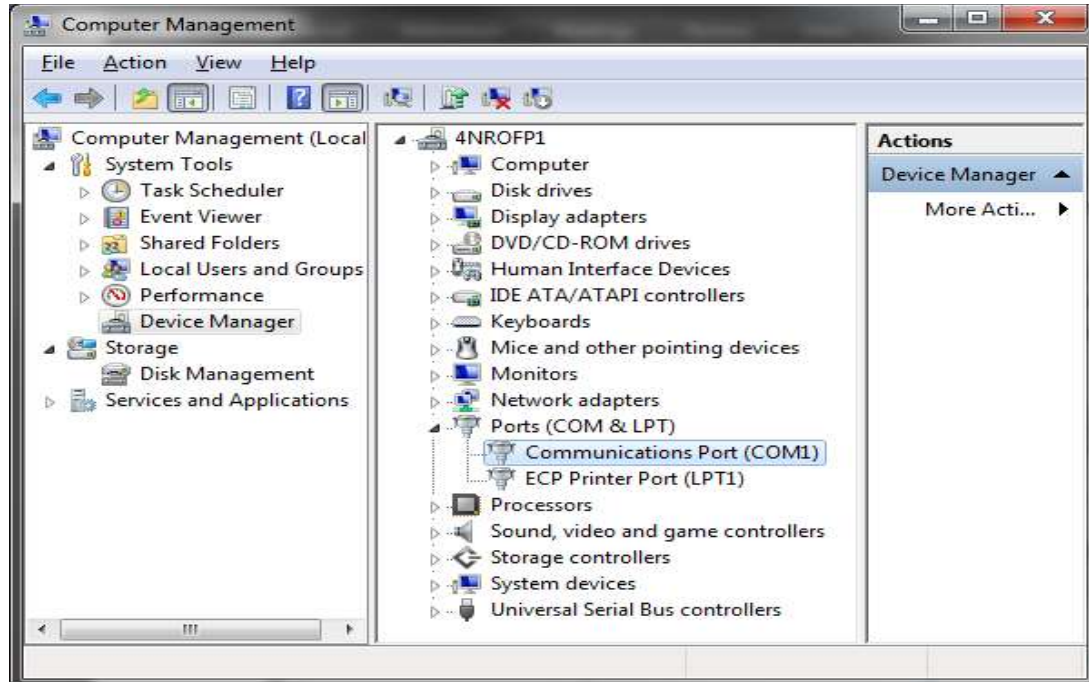 Computer Management
File Action View Help
Computer Management (Local
System Tools
Task Scheduler
Event Viewer
Shared Folders
Local Users and Groups
Performance
Device Manager
Storage
Disk Management
Services and Applications
4NROFP1
Computer
Disk drives
Display adapters
DVD/CD-ROM drives
Human Interface Devices
IDE ATA/ATAPI controllers
Keyboards
Mice and other pointing devices
Monitors
Network adapters
Ports (COM & LPT)
Communications Port (COM1)
ECP Printer Port (LPT1)
Processors
Sound, video and game controllers
Storage controllers
System devices
Universal Serial Bus controllers
Actions
Device Manager
More Acti...